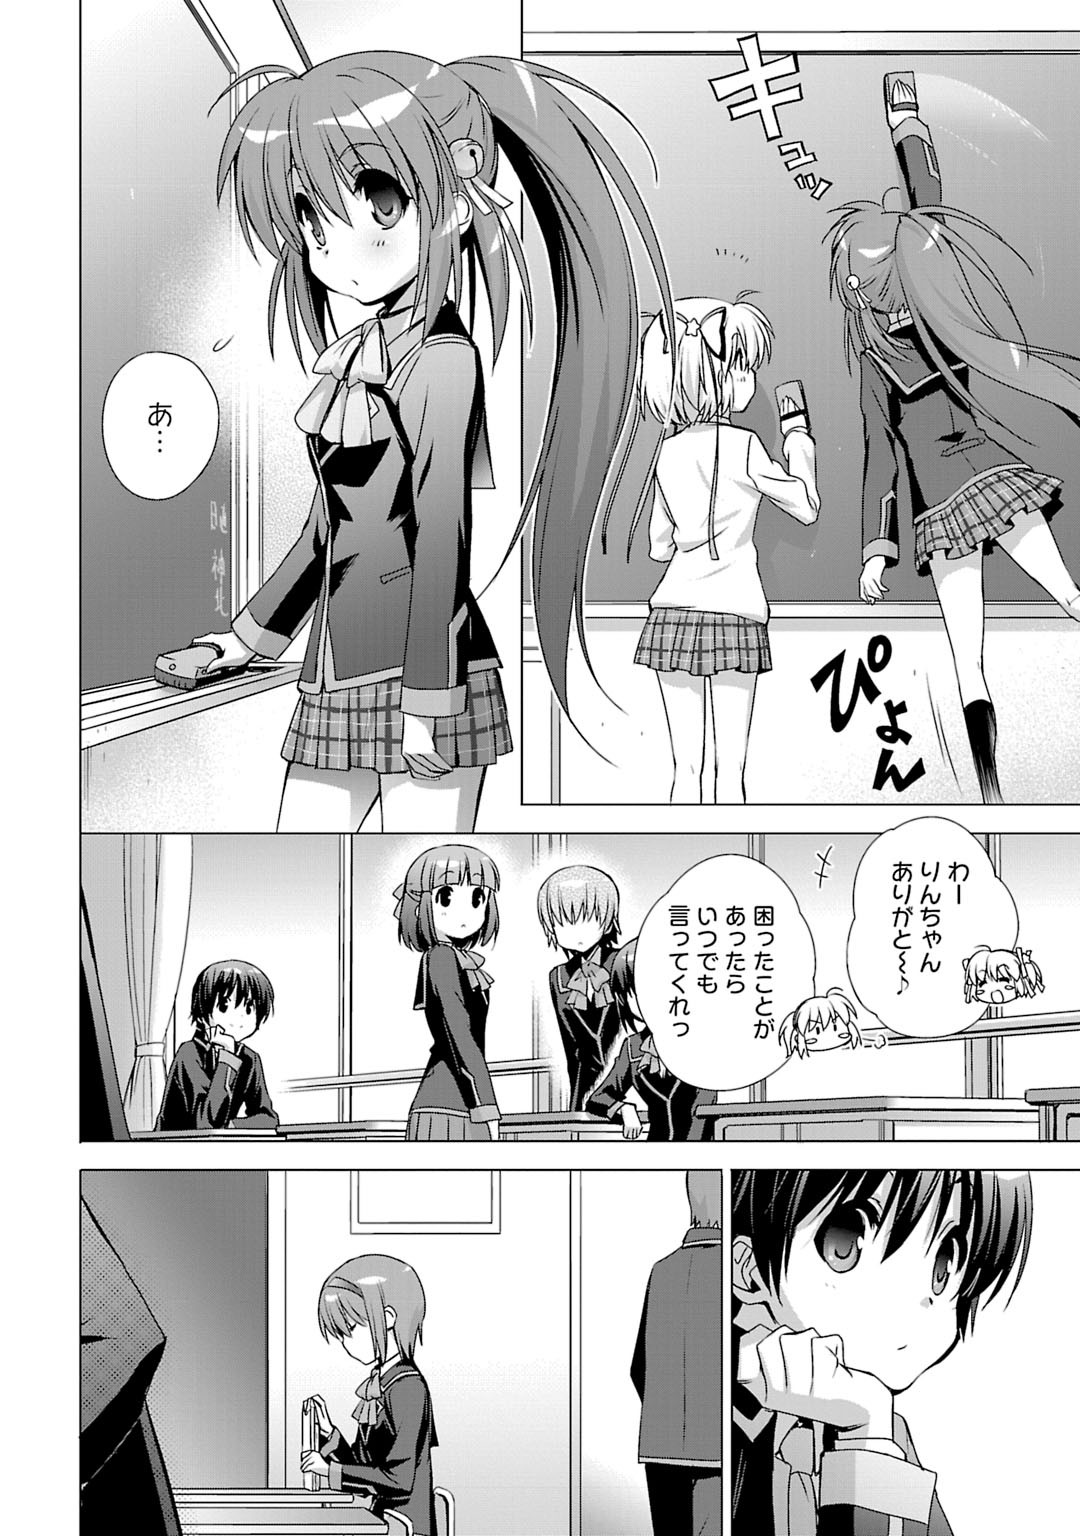 キュッ
ぴょん
あ…
神北
わー
りんちゃん
ありがと〜♪
困ったことが
あったら
いつでも
言ってくれっ